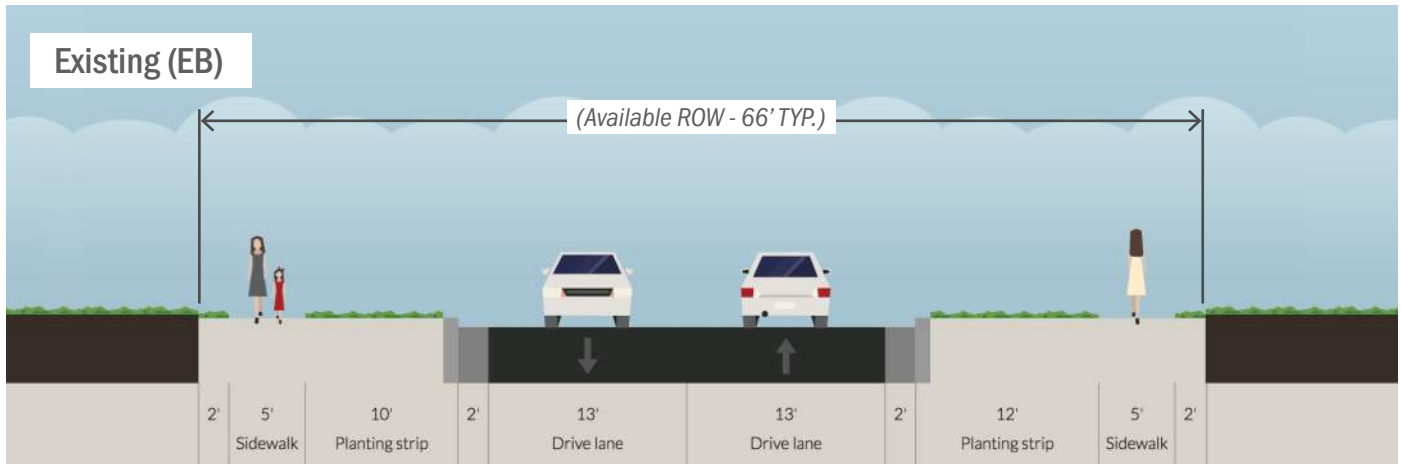 Existing (EB)
(Available ROW - 66' TYP.)
2' 5' 10' 2' 13' 13' 2' 12' 5' 2'
Sidewalk Planting strip Drive lane Drive lane Planting strip Sidewalk